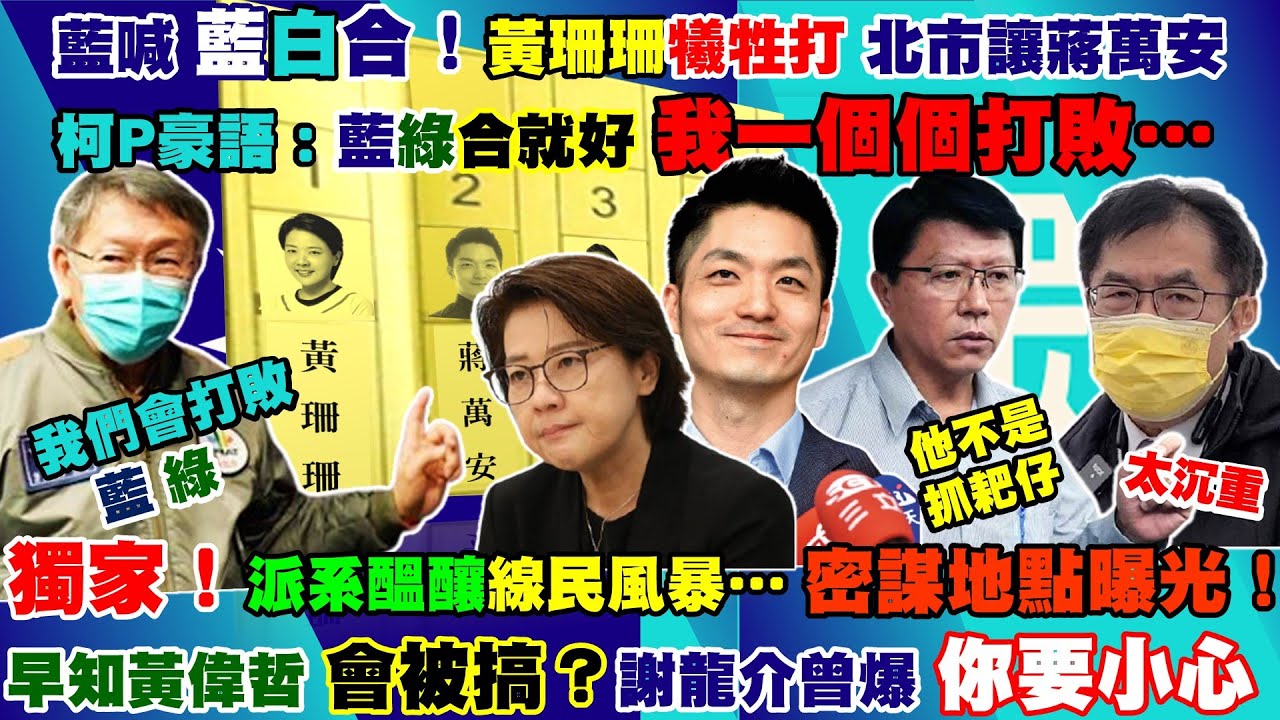 藍喊 藍白合！黃珊珊犧牲打 北市讓蔣萬安
柯P豪語：藍綠合就好 我一個個打敗…
1
2
3
黃珊珊
蔣萬安
我們會打敗
藍 綠
他不是
抓耙仔
太沉重
三立
獨家！派系醞釀線民風暴… 密謀地點曝光！
早知黃偉哲 會被搞？謝龍介曾爆 你要小心